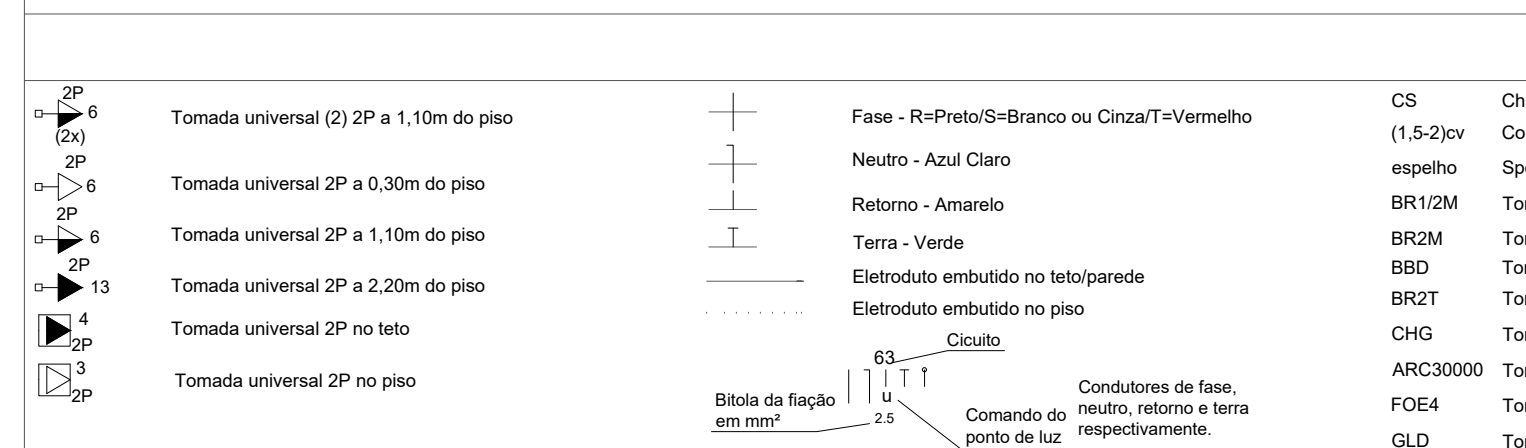 2P
6
(2x)
Tomada universal (2) 2P a 1,10m do piso
2P
6
Tomada universal 2P a 0,30m do piso
2P
6
Tomada universal 2P a 1,10m do piso
2P
13
Tomada universal 2P a 2,20m do piso
4
2P
Tomada universal 2P no teto
3
2P
Tomada universal 2P no piso
Fase - R=Preto/S=Branco ou Cinza/T=Vermelho
Neutro - Azul Claro
Retorno - Amarelo
Terra - Verde
Eletroduto embutido no teto/parede
Eletroduto embutido no piso
Cicuito
63
u
2.5
Bitola da fiação
em mm²
Comando do
ponto de luz
Condutores de fase,
neutro, retorno e terra
respectivamente.
CS
(1,5-2)cv
espelho
BR1/2M
BR2M
BBD
BR2T
CHG
ARC30000
FOE4
GLD